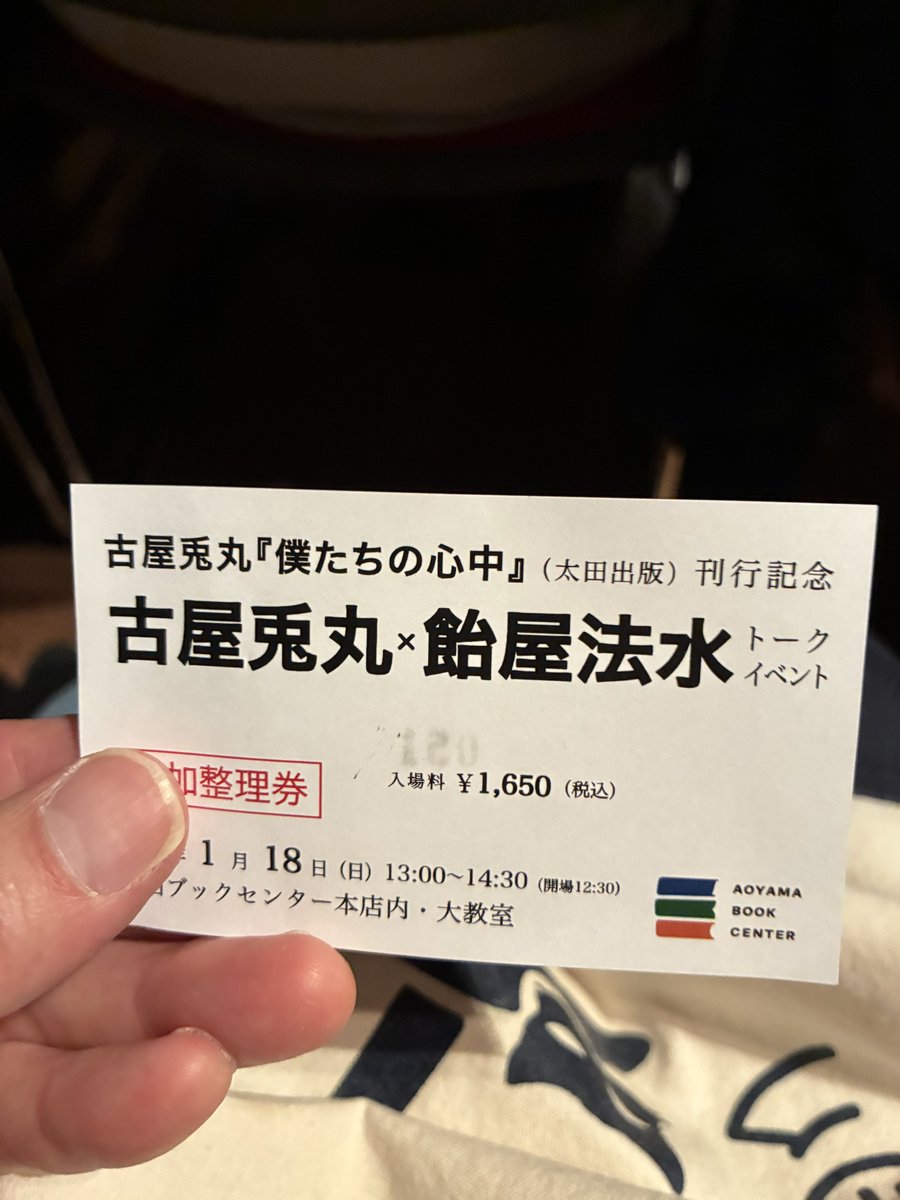 古屋兎丸『僕たちの心中』（太田出版）刊行記念
古屋兎丸×飴屋法水 トークイベント
加整理券
入場料 ¥1,650（税込）
1月18日（日）13:00〜14:30（開場12:30）
ブックセンター本店内・大教室
AOYAMA
BOOK
CENTER